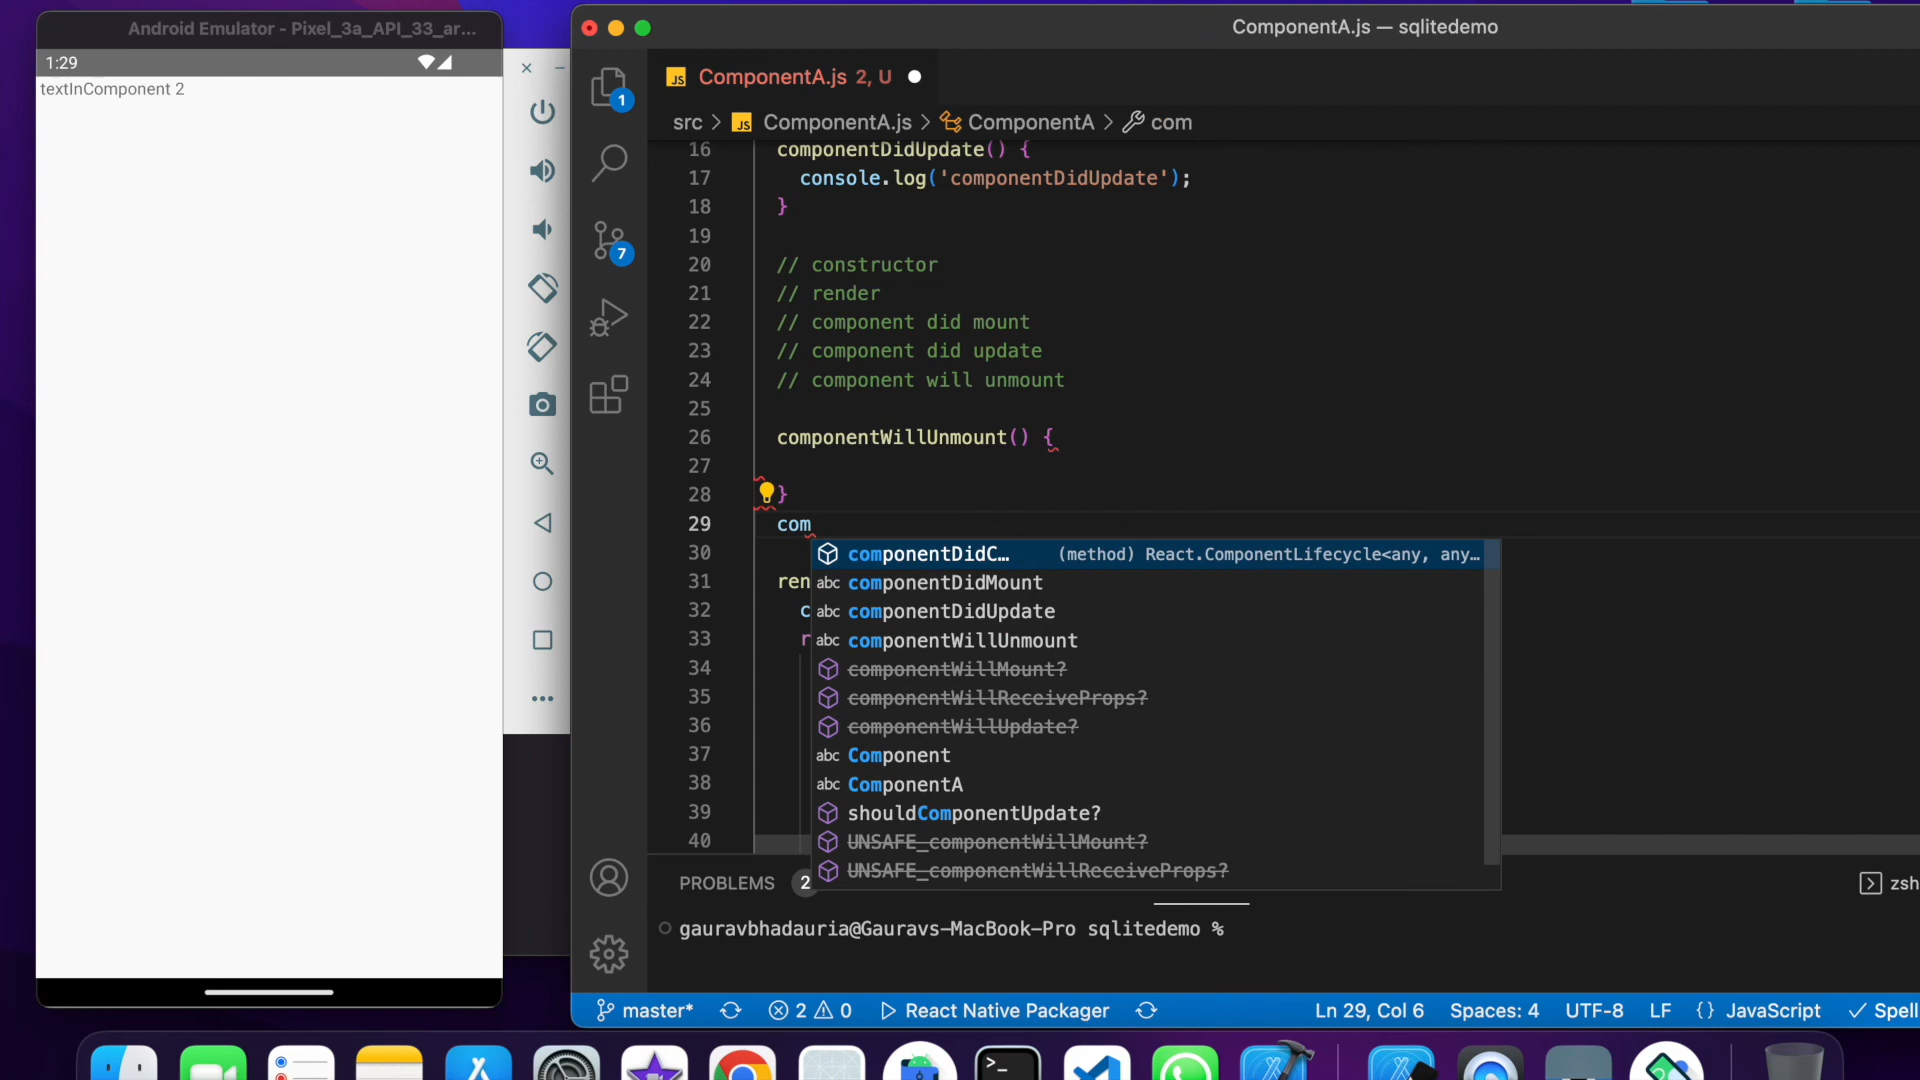 Android Emulator - Pixel_3a_API_33_ar...
1:29
textInComponent 2
ComponentA.js — sqlitedemo
JS ComponentA.js 2, U
src > JS ComponentA.js > ComponentA > com
1
7
16 componentDidUpdate() {
17 console.log('componentDidUpdate');
18 }
19
20 // constructor
21 // render
22 // component did mount
23 // component did update
24 // component will unmount
25
26 componentWillUnmount() {
27
28 }
29 com
30 componentDidC... (method) React.ComponentLifecycle<any, any...
31 ren abc componentDidMount
32 c abc componentDidUpdate
33 r abc componentWillUnmount
34 componentWillMount?
35 componentWillReceiveProps?
36 componentWillUpdate?
37 abc Component
38 abc ComponentA
39 shouldComponentUpdate?
40 UNSAFE_componentWillMount?
UNSAFE_componentWillReceiveProps?
PROBLEMS 2
zsh
gauravbhadauria@Gauravs-MacBook-Pro sqlitedemo %
master* 2 0 React Native Packager Ln 29, Col 6 Spaces: 4 UTF-8 LF {} JavaScript Spell